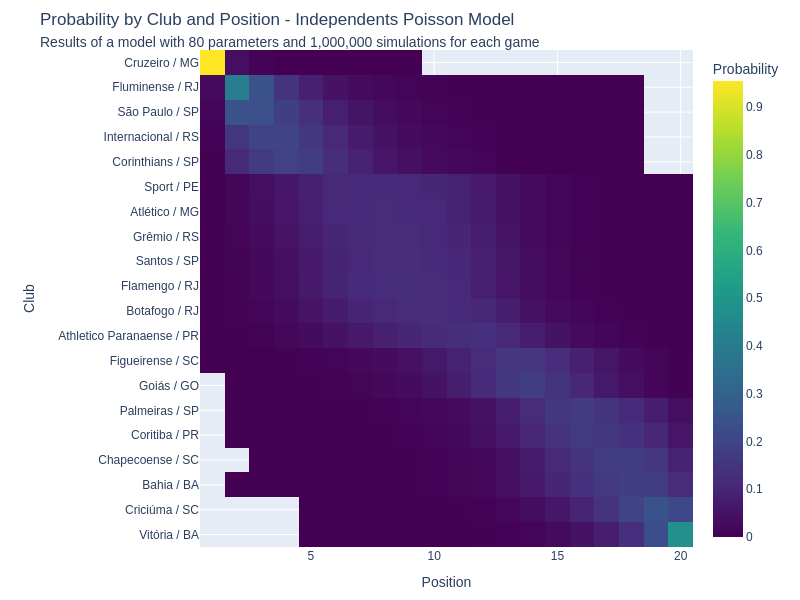 Probability by Club and Position - Independents Poisson Model
Results of a model with 80 parameters and 1,000,000 simulations for each game
Probability
Cruzeiro / MG
Fluminense / RJ
São Paulo / SP
Internacional / RS
Corinthians / SP
Sport / PE
Atlético / MG
Grêmio / RS
Santos / SP
Flamengo / RJ
Botafogo / RJ
Athletico Paranaense / PR
Figueirense / SC
Goiás / GO
Palmeiras / SP
Coritiba / PR
Chapecoense / SC
Bahia / BA
Criciúma / SC
Vitória / BA
Club
5
10
15
20
Position
0.9
0.8
0.7
0.6
0.5
0.4
0.3
0.2
0.1
0